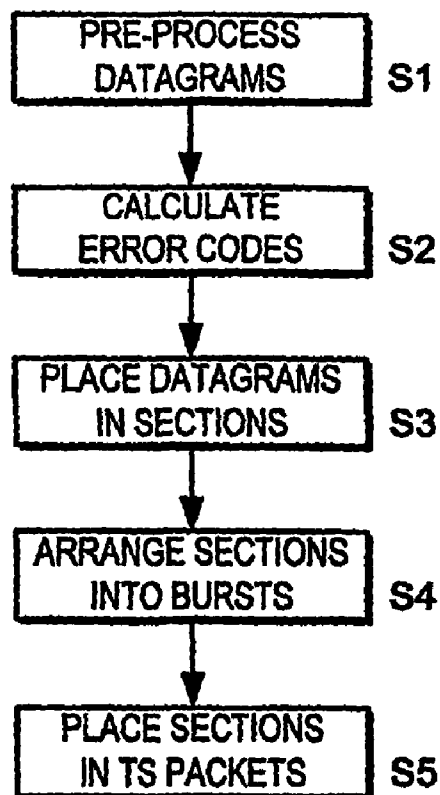 PRE-PROCESS
DATAGRAMS S1
CALCULATE
ERROR CODES S2
PLACE DATAGRAMS
IN SECTIONS S3
ARRANGE SECTIONS
INTO BURSTS S4
PLACE SECTIONS
IN TS PACKETS S5